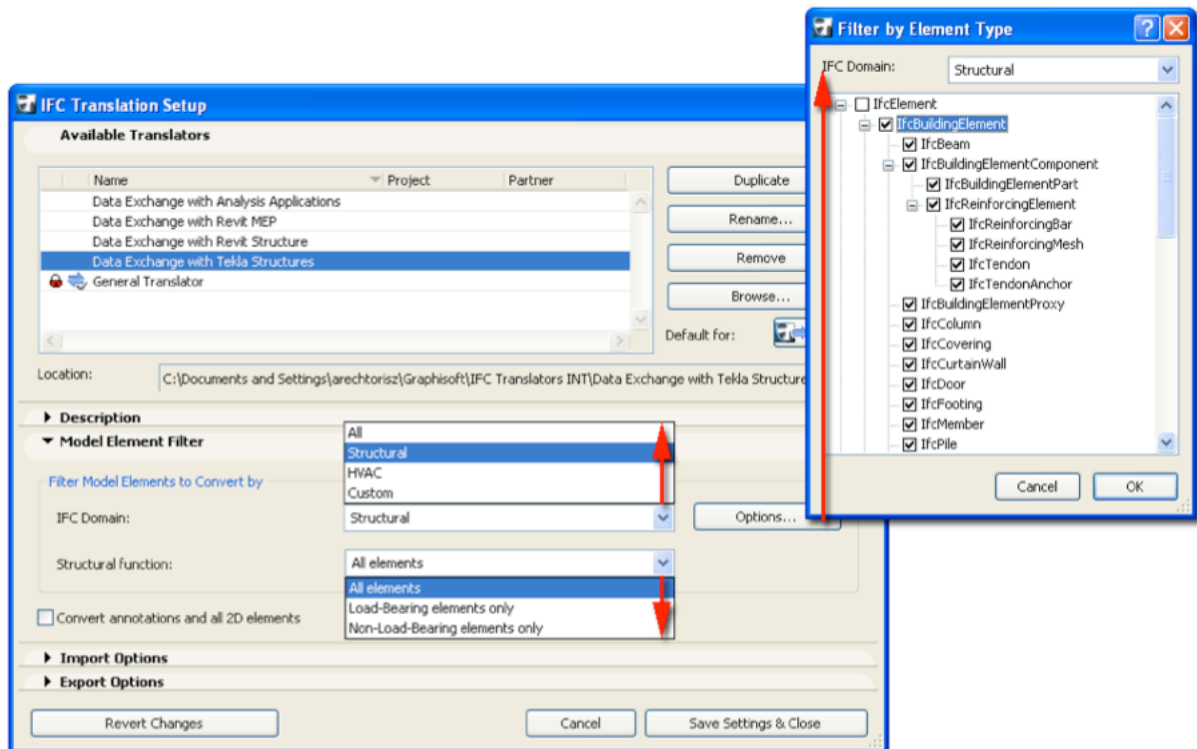 IFC Translation Setup
Available Translators
Name Project Partner
Data Exchange with Analysis Applications
Data Exchange with Revit MEP
Data Exchange with Revit Structure
Data Exchange with Tekla Structures
General Translator
Duplicate
Rename...
Remove
Browse...
Default for:
Location: C:\Documents and Settings\arechtorisz\Graphisoft\IFC Translators INT\Data Exchange with Tekla Structure
Description
Model Element Filter
Filter Model Elements to Convert by
All
Structural
HVAC
Custom
IFC Domain: Structural Options...
Structural function: All elements
All elements
Load-Bearing elements only
Non-Load-Bearing elements only
Convert annotations and all 2D elements
Import Options
Export Options
Revert Changes Cancel Save Settings & Close
Filter by Element Type
IFC Domain: Structural
IfcElement
IfcBuildingElement
IfcBeam
IfcBuildingElementComponent
IfcBuildingElementPart
IfcReinforcingElement
IfcReinforcingBar
IfcReinforcingMesh
IfcTendon
IfcTendonAnchor
IfcBuildingElementProxy
IfcColumn
IfcCovering
IfcCurtainWall
IfcDoor
IfcFooting
IfcMember
IfcPile
Cancel OK